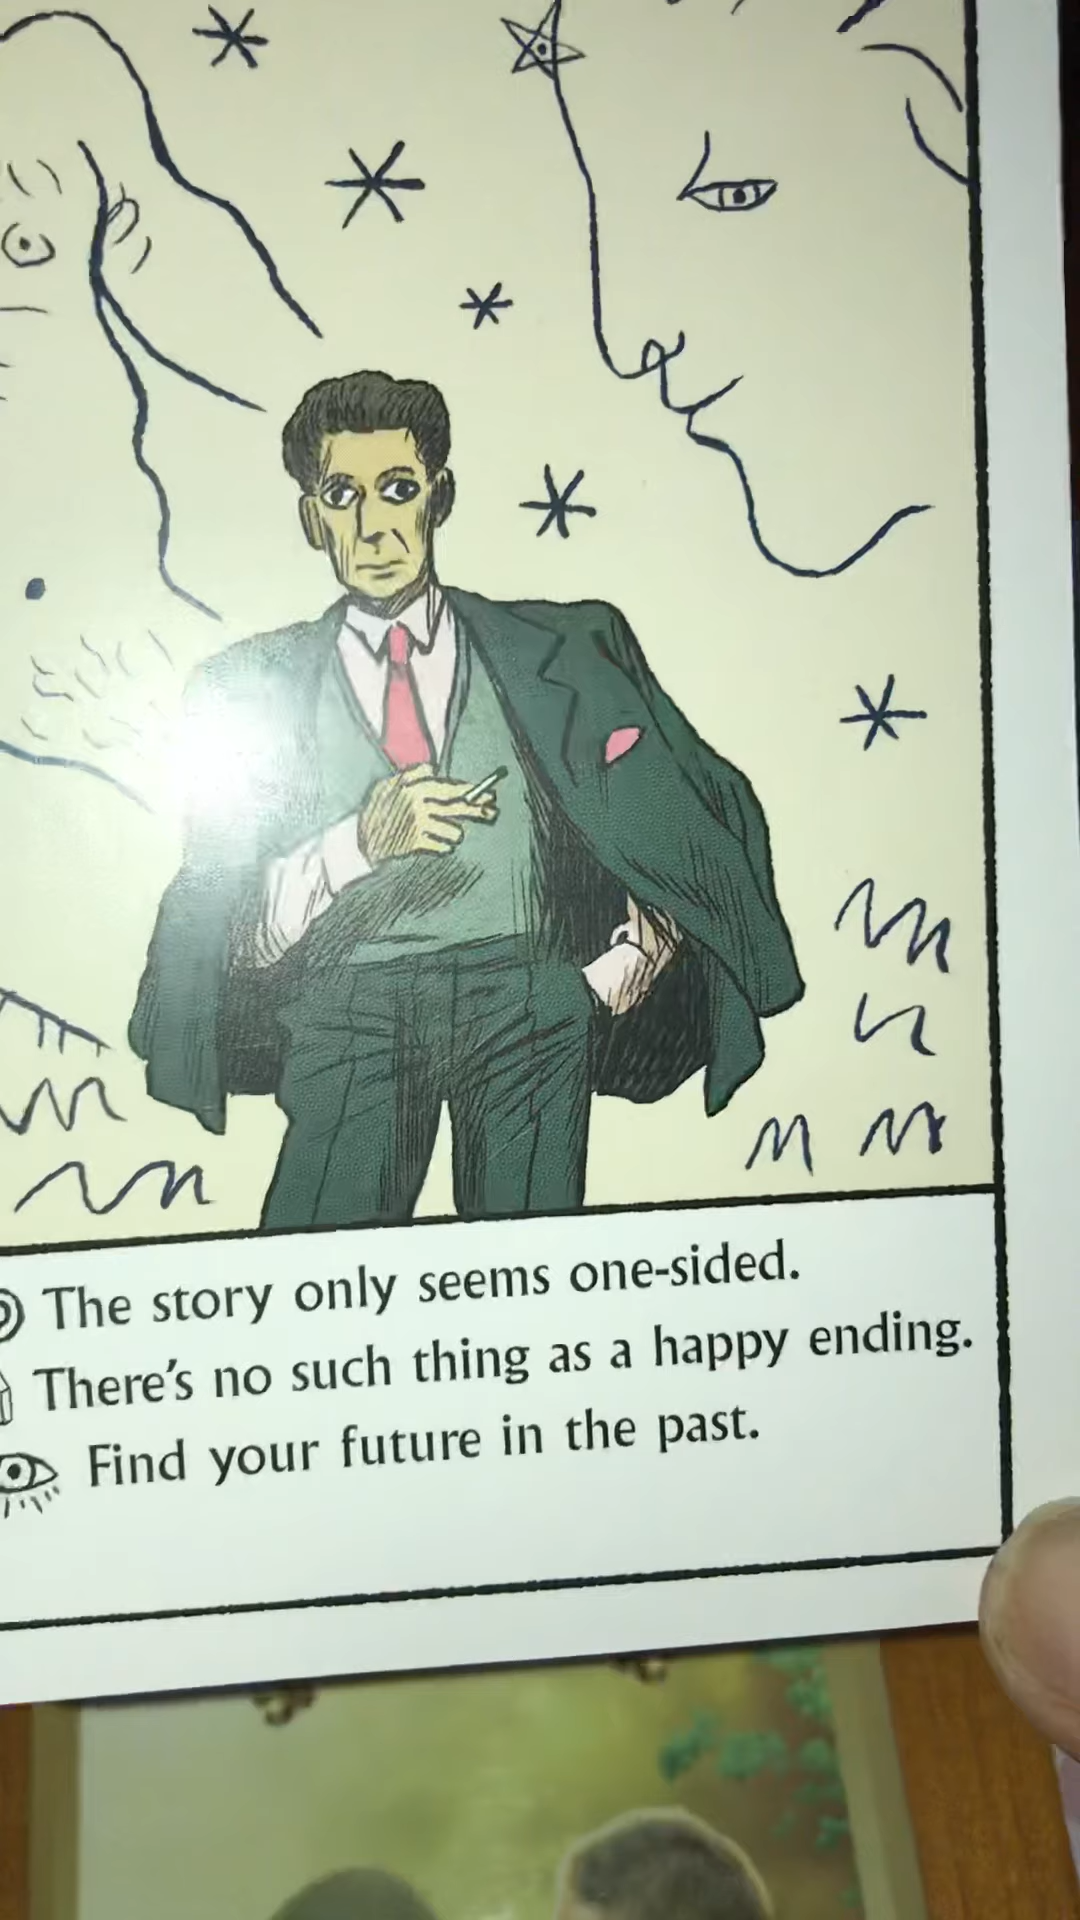 The story only seems one-sided.
There's no such thing as a happy ending.
Find your future in the past.